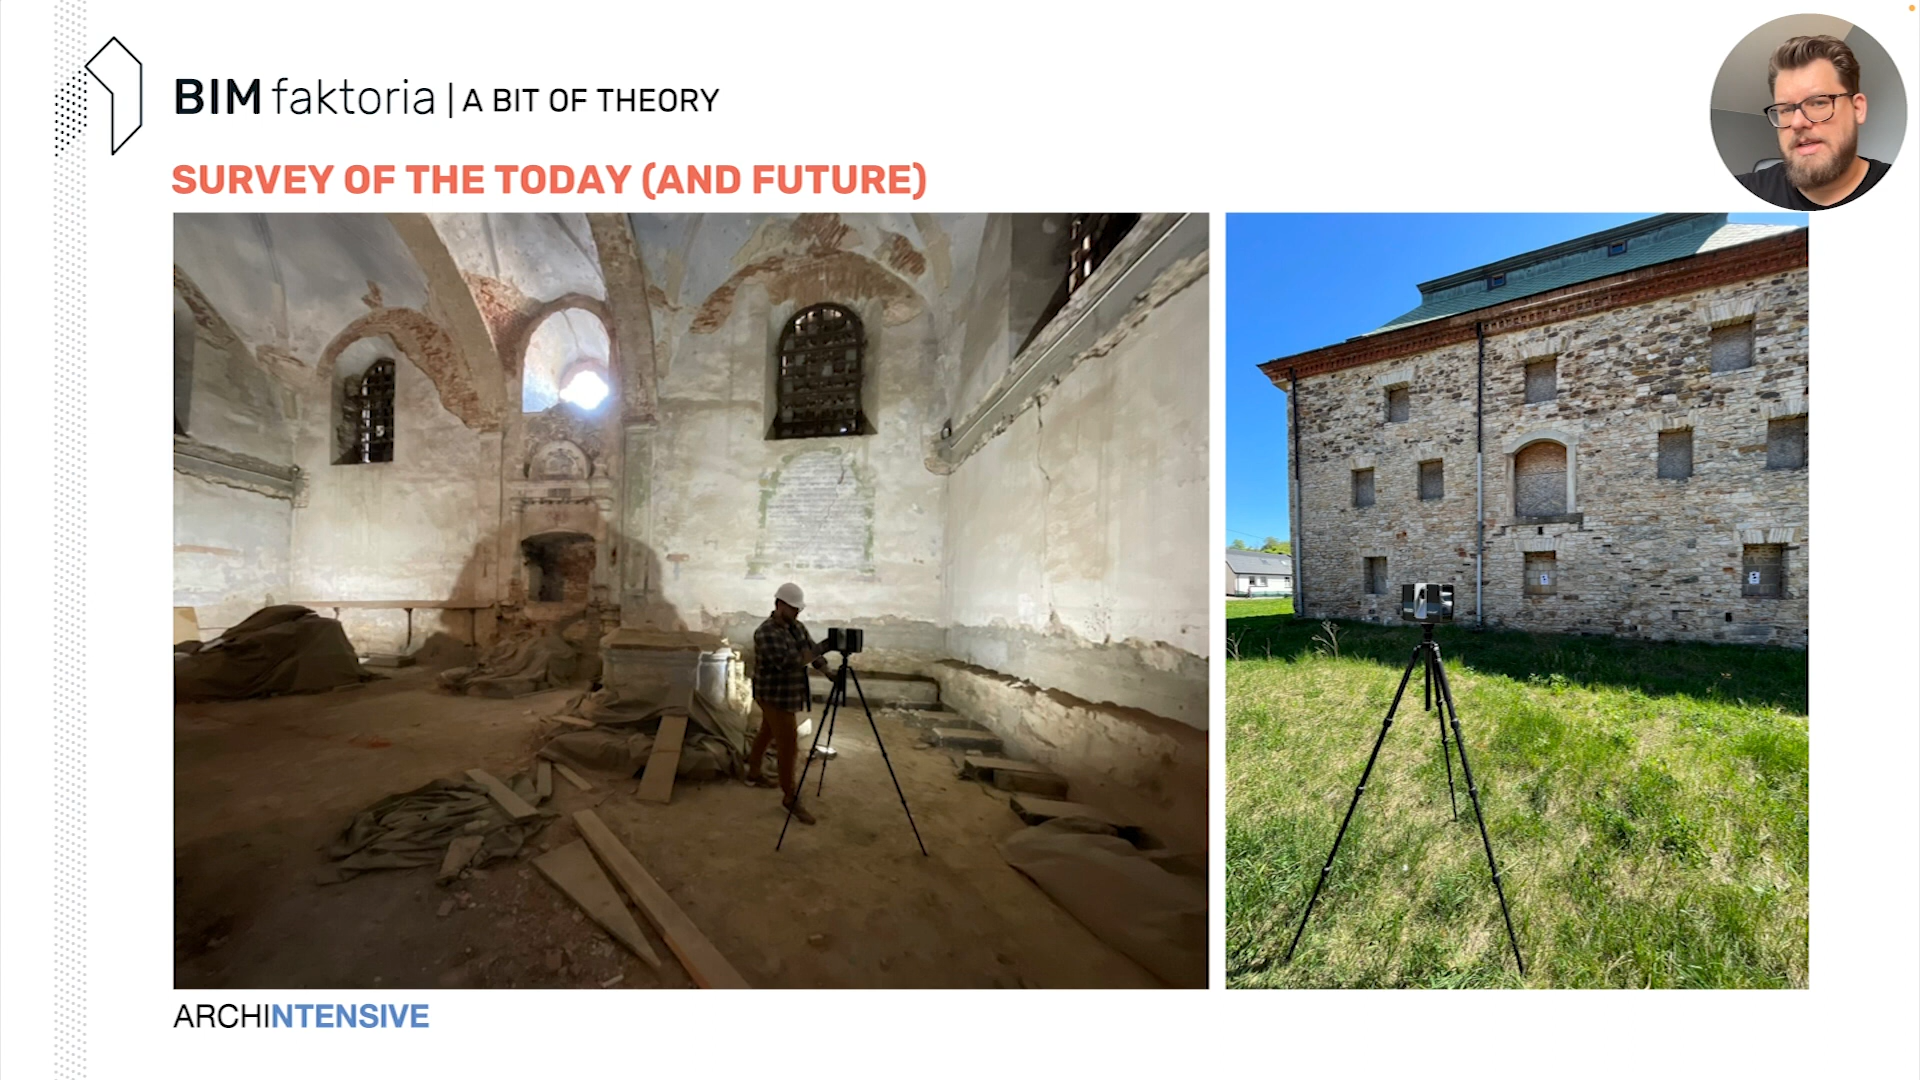 BIM faktoria | A BIT OF THEORY
SURVEY OF THE TODAY (AND FUTURE)
ARCHINTENSIVE